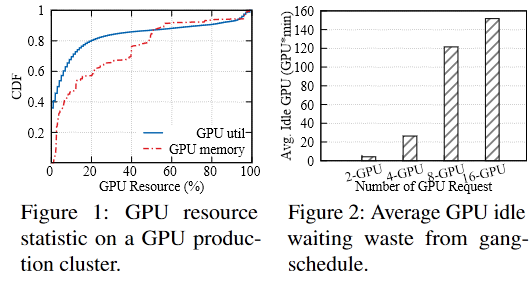 1
0.8
0.6
0.4
0.2
CDF
GPU util
GPU memory
0 20 40 60 80 100
GPU Resource (%)
Figure 1: GPU resource
statistic on a GPU produc-
tion cluster.
160
140
120
100
80
60
40
20
0
Avg. Idle GPU (GPU*min)
2-GPU 4-GPU 8-GPU 16-GPU
Number of GPU Request
Figure 2: Average GPU idle
waiting waste from gang-
schedule.